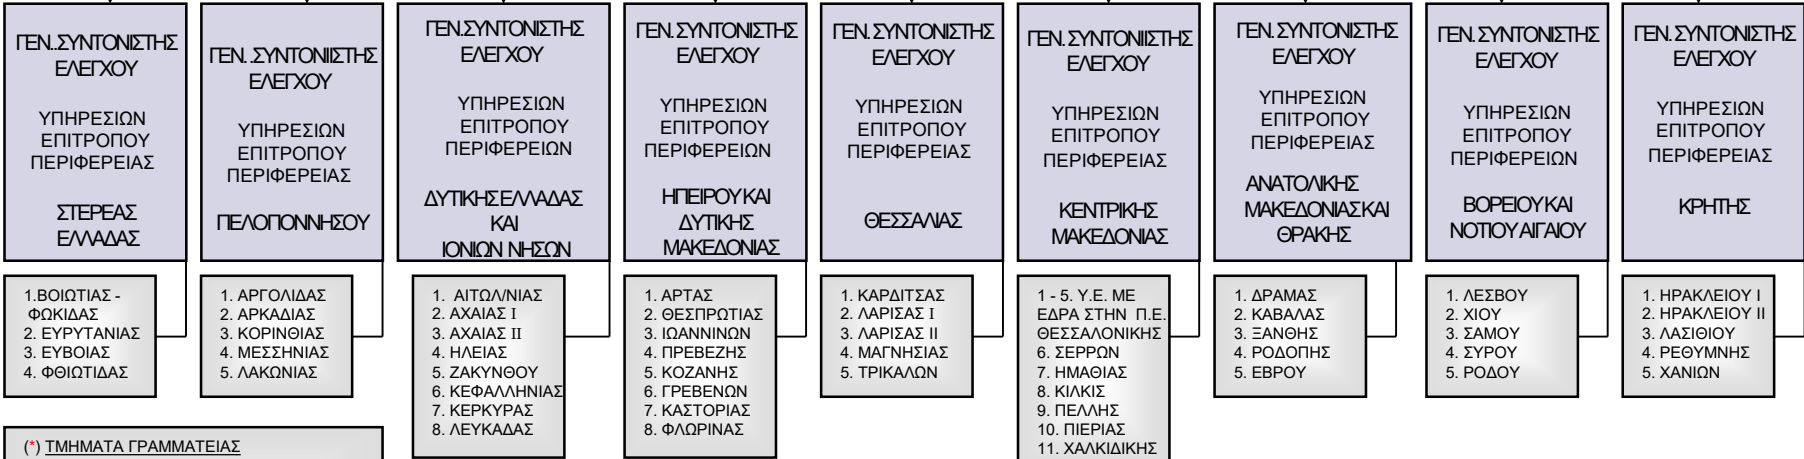 ΓΕΝ..ΣΥΝΤΟΝΙΣΤΗΣ
ΕΛΕΓΧΟΥ
ΥΠΗΡΕΣΙΩΝ
ΕΠΙΤΡΟΠΟΥ
ΠΕΡΙΦΕΡΕΙΑΣ
ΣΤΕΡΕΑΣ
ΕΛΛΑΔΑΣ
1.ΒΟΙΩΤΙΑΣ -
ΦΩΚΙΔΑΣ
2. ΕΥΡΥΤΑΝΙΑΣ
3. ΕΥΒΟΙΑΣ
4. ΦΘΙΩΤΙΔΑΣ
ΓΕΝ. .ΣΥΝΤΟΝΙΣΤΗΣ
ΕΛΕΓΧΟΥ
ΥΠΗΡΕΣΙΩΝ
ΕΠΙΤΡΟΠΟΥ
ΠΕΡΙΦΕΡΕΙΑΣ
ΠΕΛΟΠΟΝΝΗΣΟΥ
1. ΑΡΓΟΛΙΔΑΣ
2. ΑΡΚΑΔΙΑΣ
3. ΚΟΡΙΝΘΙΑΣ
4. ΜΕΣΣΗΝΙΑΣ
5. ΛΑΚΩΝΙΑΣ
ΓΕΝ.ΣΥΝΤΟΝΙΣΤΗΣ
ΕΛΕΓΧΟΥ
ΥΠΗΡΕΣΙΩΝ
ΕΠΙΤΡΟΠΟΥ
ΠΕΡΙΦΕΡΕΙΩΝ
ΔΥΤΙΚΗΣ ΕΛΛΑΔΑΣ
ΚΑΙ
ΙΟΝΙΩΝ ΝΗΣΩΝ
1. ΑΙΤΩΛ/ΝΙΑΣ
2. ΑΧΑΙΑΣ Ι
3. ΑΧΑΙΑΣ ΙΙ
4. ΗΛΕΙΑΣ
5. ΖΑΚΥΝΘΟΥ
6. ΚΕΦΑΛΛΗΝΙΑΣ
7. ΚΕΡΚΥΡΑΣ
8. ΛΕΥΚΑΔΑΣ
ΓΕΝ. ΣΥΝΤΟΝΙΣΤΗΣ
ΕΛΕΓΧΟΥ
ΥΠΗΡΕΣΙΩΝ
ΕΠΙΤΡΟΠΟΥ
ΠΕΡΙΦΕΡΕΙΩΝ
ΗΠΕΙΡΟΥ ΚΑΙ
ΔΥΤΙΚΗΣ
ΜΑΚΕΔΟΝΙΑΣ
1. ΑΡΤΑΣ
2. ΘΕΣΠΡΩΤΙΑΣ
3. ΙΩΑΝΝΙΝΩΝ
4. ΠΡΕΒΕΖΗΣ
5. ΚΟΖΑΝΗΣ
6. ΓΡΕΒΕΝΩΝ
7. ΚΑΣΤΟΡΙΑΣ
8. ΦΛΩΡΙΝΑΣ
ΓΕΝ. ΣΥΝΤΟΝΙΣΤΗΣ
ΕΛΕΓΧΟΥ
ΥΠΗΡΕΣΙΩΝ
ΕΠΙΤΡΟΠΟΥ
ΠΕΡΙΦΕΡΕΙΑΣ
ΘΕΣΣΑΛΙΑΣ
1. ΚΑΡΔΙΤΣΑΣ
2. ΛΑΡΙΣΑΣ Ι
3. ΛΑΡΙΣΑΣ ΙΙ
4. ΜΑΓΝΗΣΙΑΣ
5. ΤΡΙΚΑΛΩΝ
ΓΕΝ. ΣΥΝΤΟΝΙΙΣΤΗΣ
ΕΛΕΓΧΟΥ
ΥΠΗΡΕΣΙΩΝ
ΕΠΙΤΡΟΠΟΥ
ΠΕΡΙΦΕΡΕΙΑΣ
ΚΕΝΤΡΙΚΗΣ
ΜΑΚΕΔΟΝΙΑΣ
1 - 5. Υ.Ε. ΜΕ
ΕΔΡΑ ΣΤΗΝ Π.Ε.
ΘΕΣΣΑΛΟΝΙΚΗΣ
6. ΣΕΡΡΩΝ
7. ΗΜΑΘΙΑΣ
8. ΚΙΛΚΙΣ
9. ΠΕΛΛΗΣ
10. ΠΙΕΡΙΑΣ
11. ΧΑΛΚΙΔΙΚΗΣ
ΓΕΝ. ΣΥΝΤΟΝΙΣΤΗΣ
ΕΛΕΓΧΟΥ
ΥΠΗΡΕΣΙΩΝ
ΕΠΙΤΡΟΠΟΥ
ΠΕΡΙΦΕΡΕΙΑΣ
ΑΝΑΤΟΛΙΚΗΣ
ΜΑΚΕΔΟΝΙΑΣ ΚΑΙ
ΘΡΑΚΗΣ
1. ΔΡΑΜΑΣ
2. ΚΑΒΑΛΑΣ
3. ΞΑΝΘΗΣ
4. ΡΟΔΟΠΗΣ
5. ΕΒΡΟΥ
ΓΕΝ. ΣΥΝΤΟΝΙΣΤΗΣ
ΕΛΕΓΧΟΥ
ΥΠΗΡΕΣΙΩΝ
ΕΠΙΤΡΟΠΟΥ
ΠΕΡΙΦΕΡΕΙΩΝ
ΒΟΡΕΙΟΥ ΚΑΙ
ΝΟΤΙΟΥ ΑΙΓΑΙΟΥ
1. ΛΕΣΒΟΥ
2. ΧΙΟΥ
3. ΣΑΜΟΥ
4. ΣΥΡΟΥ
5. ΡΟΔΟΥ
ΓΕΝ. ΣΥΝΤΟΝΙΣΤΗΣ
ΕΛΕΓΧΟΥ
ΥΠΗΡΕΣΙΩΝ
ΕΠΙΤΡΟΠΟΥ
ΠΕΡΙΦΕΡΕΙΑΣ
ΚΡΗΤΗΣ
1. ΗΡΑΚΛΕΙΟΥ Ι
2. ΗΡΑΚΛΕΙΟΥ ΙΙ
3. ΛΑΣΙΘΙΟΥ
4. ΡΕΘΥΜΝΗΣ
5. ΧΑΝΙΩΝ
(*) ΤΜΗΜΑΤΑ ΓΡΑΜΜΑΤΕΙΑΣ